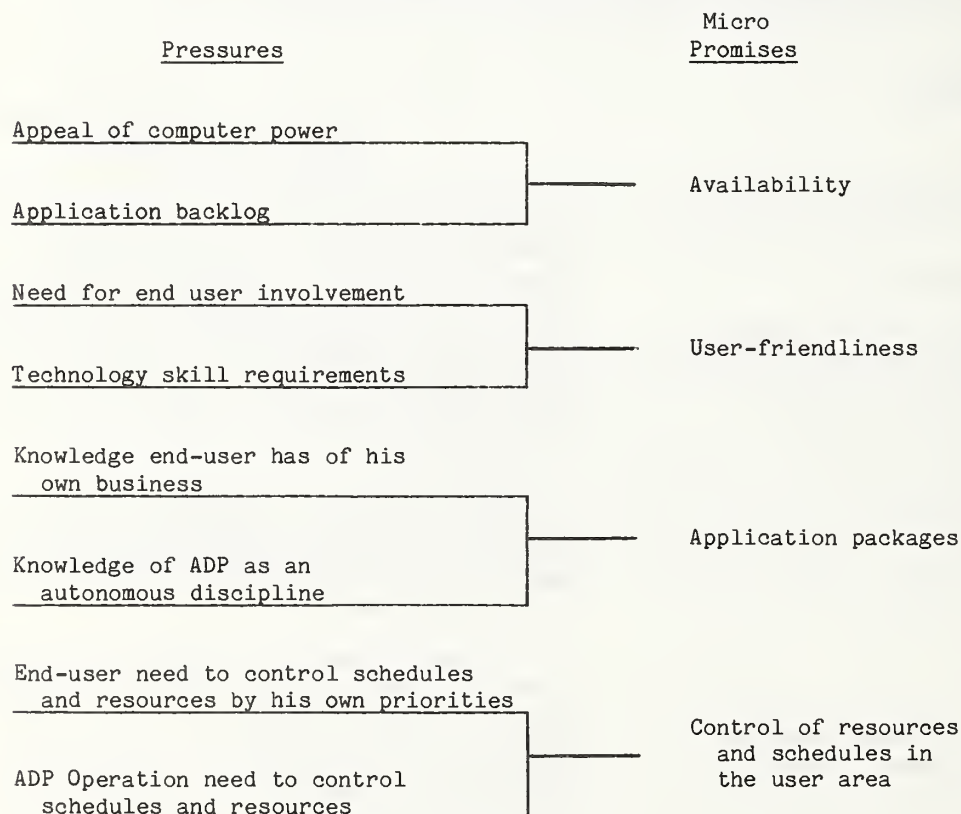 Pressures
Micro
Promises
Appeal of computer power
Application backlog
Availability
Need for end user involvement
Technology skill requirements
User-friendliness
Knowledge end-user has of his
own business
Knowledge of ADP as an
autonomous discipline
Application packages
End-user need to control schedules
and resources by his own priorities
ADP Operation need to control
schedules and resources
Control of resources
and schedules in
the user area